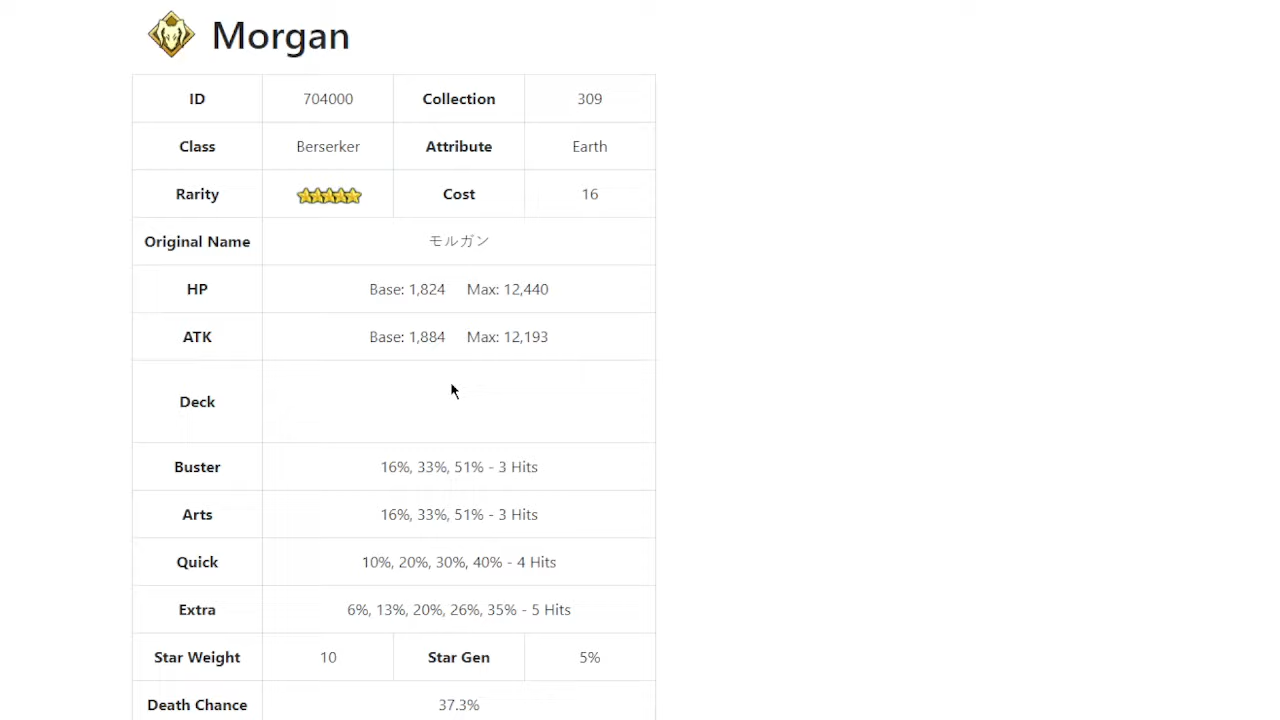 Morgan
ID 704000 Collection 309
Class Berserker Attribute Earth
Rarity Cost 16
Original Name モルガン
HP Base: 1,824 Max: 12,440
ATK Base: 1,884 Max: 12,193
Deck
Buster 16%, 33%, 51% - 3 Hits
Arts 16%, 33%, 51% - 3 Hits
Quick 10%, 20%, 30%, 40% - 4 Hits
Extra 6%, 13%, 20%, 26%, 35% - 5 Hits
Star Weight 10 Star Gen 5%
Death Chance 37.3%